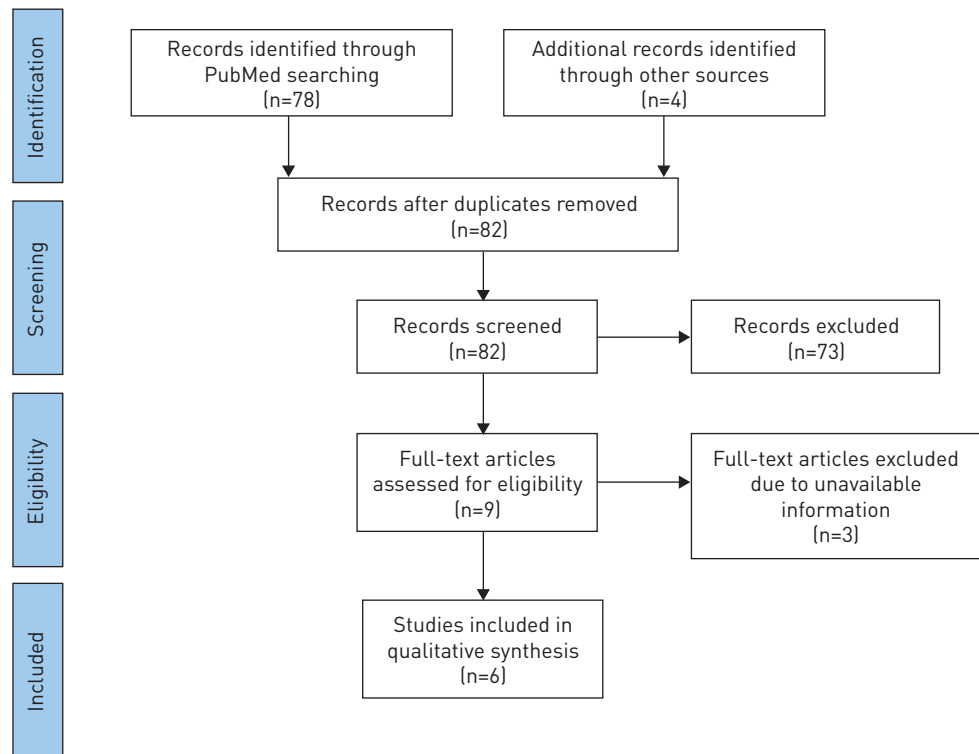 Identification
Records identified through
PubMed searching
(n=78)
Additional records identified
through other sources
(n=4)
Screening
Records after duplicates removed
(n=82)
Records screened
(n=82)
Records excluded
(n=73)
Eligibility
Full-text articles
assessed for eligibility
(n=9)
Full-text articles excluded
due to unavailable
information
(n=3)
Included
Studies included in
qualitative synthesis
(n=6)